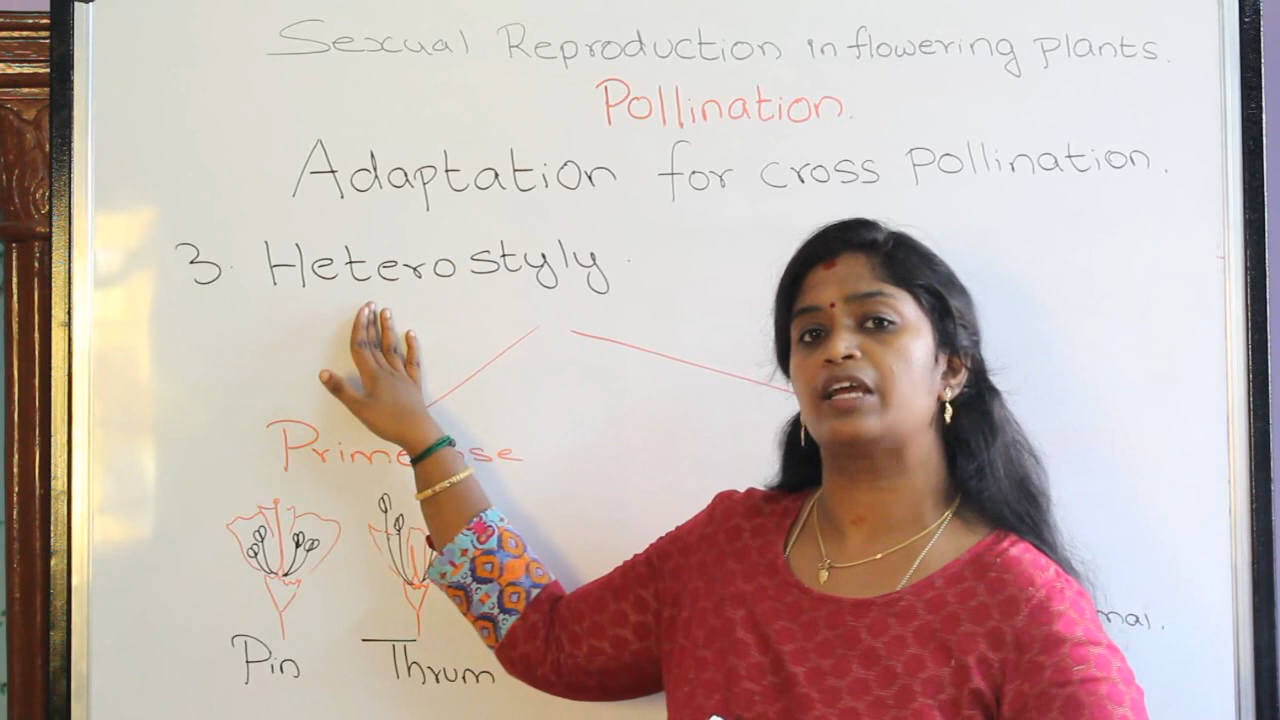 Sexual Reproduction in flowering plants.
Pollination.
Adaptation for cross pollination.
3. Heterostyly.
Pin Thrum